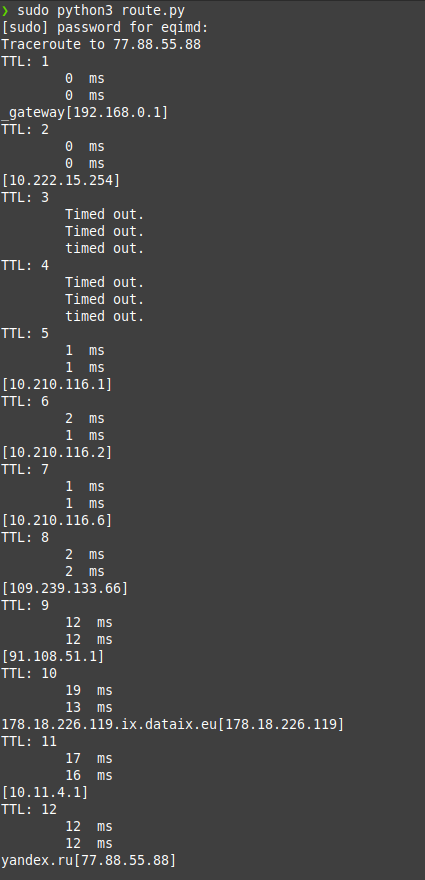 ❯ sudo python3 route.py
[sudo] password for eqimd:
Traceroute to 77.88.55.88
TTL: 1
0 ms
0 ms
_gateway[192.168.0.1]
TTL: 2
0 ms
0 ms
[10.222.15.254]
TTL: 3
Timed out.
Timed out.
timed out.
TTL: 4
Timed out.
Timed out.
timed out.
TTL: 5
1 ms
1 ms
[10.210.116.1]
TTL: 6
2 ms
1 ms
[10.210.116.2]
TTL: 7
1 ms
1 ms
[10.210.116.6]
TTL: 8
2 ms
2 ms
[109.239.133.66]
TTL: 9
12 ms
12 ms
[91.108.51.1]
TTL: 10
19 ms
13 ms
178.18.226.119.ix.dataix.eu[178.18.226.119]
TTL: 11
17 ms
16 ms
[10.11.4.1]
TTL: 12
12 ms
12 ms
yandex.ru[77.88.55.88]